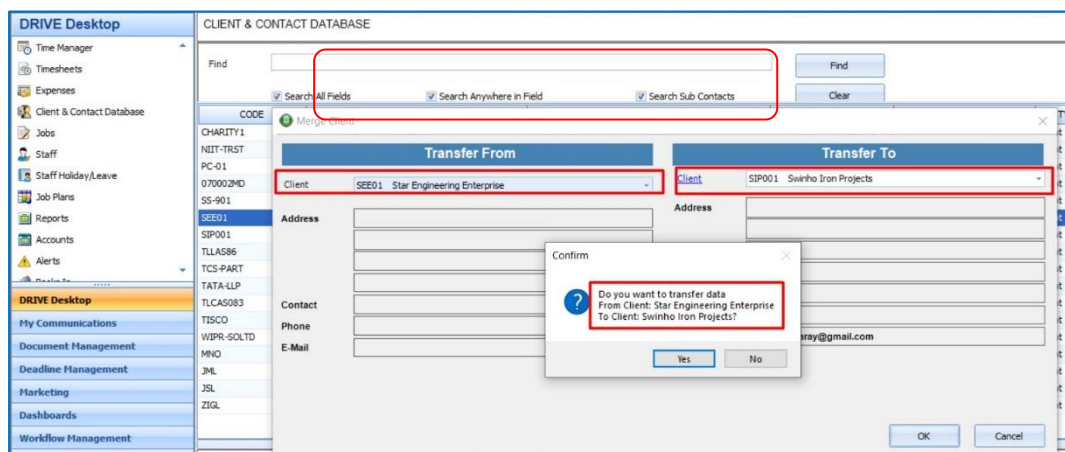 DRIVE Desktop
Time Manager
Timesheets
Expenses
Client & Contact Database
Jobs
Staff
Staff Holiday/Leave
Job Plans
Reports
Accounts
Alerts
DRIVE Desktop
My Communications
Document Management
Deadline Management
Marketing
Dashboards
Workflow Management
CLIENT & CONTACT DATABASE
Find
Find
Search All Fields Search Anywhere in Field Search Sub Contacts
Clear
CODE
CHARITY1
NIIT-TRST
PC-01
070002MD
SS-901
SEE01
SIP001
TLLAS86
TCS-PART
TATA-LLP
TLCAS083
TISCO
WIPR-SOLTD
MNO
JML
JSL
ZIGL
Merge Client
Transfer From
Client SEE01 Star Engineering Enterprise
Address
Contact
Phone
E-Mail
Transfer To
Client SIP001 Swinho Iron Projects
Address
aray@gmail.com
Confirm
Do you want to transfer data
From Client: Star Engineering Enterprise
To Client: Swinho Iron Projects?
Yes No
OK Cancel